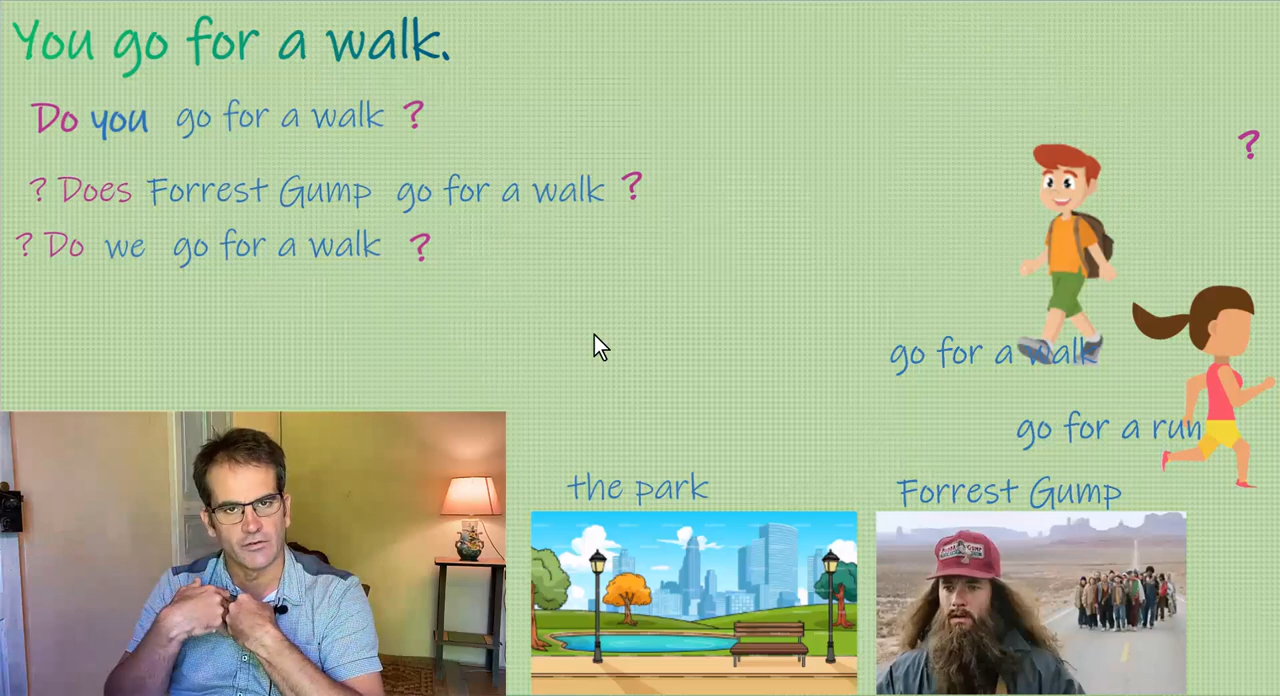 You go for a walk.
Do you go for a walk ?
? Does Forrest Gump go for a walk ?
? Do we go for a walk ?
?
go for a walk
go for a run
the park
Forrest Gump